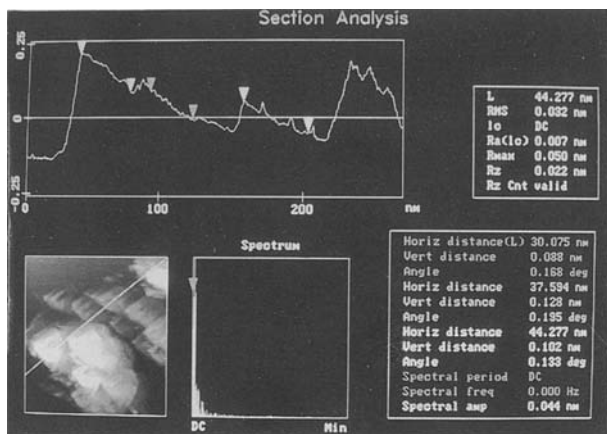 Section Analysis
0.25
0
-0.25
0
100
200
nm
L 44.277 nm
RMS 0.032 nm
lc DC
Ra(lc) 0.007 nm
Rmax 0.050 nm
Rz 0.022 nm
Rz Cnt valid
Spectrum
DC
Min
Horiz distance(L) 30.075 nm
Vert distance 0.088 nm
Angle 0.168 deg
Horiz distance 37.594 nm
Vert distance 0.128 nm
Angle 0.195 deg
Horiz distance 44.277 nm
Vert distance 0.102 nm
Angle 0.133 deg
Spectral period DC
Spectral freq 0.000 Hz
Spectral amp 0.044 nm